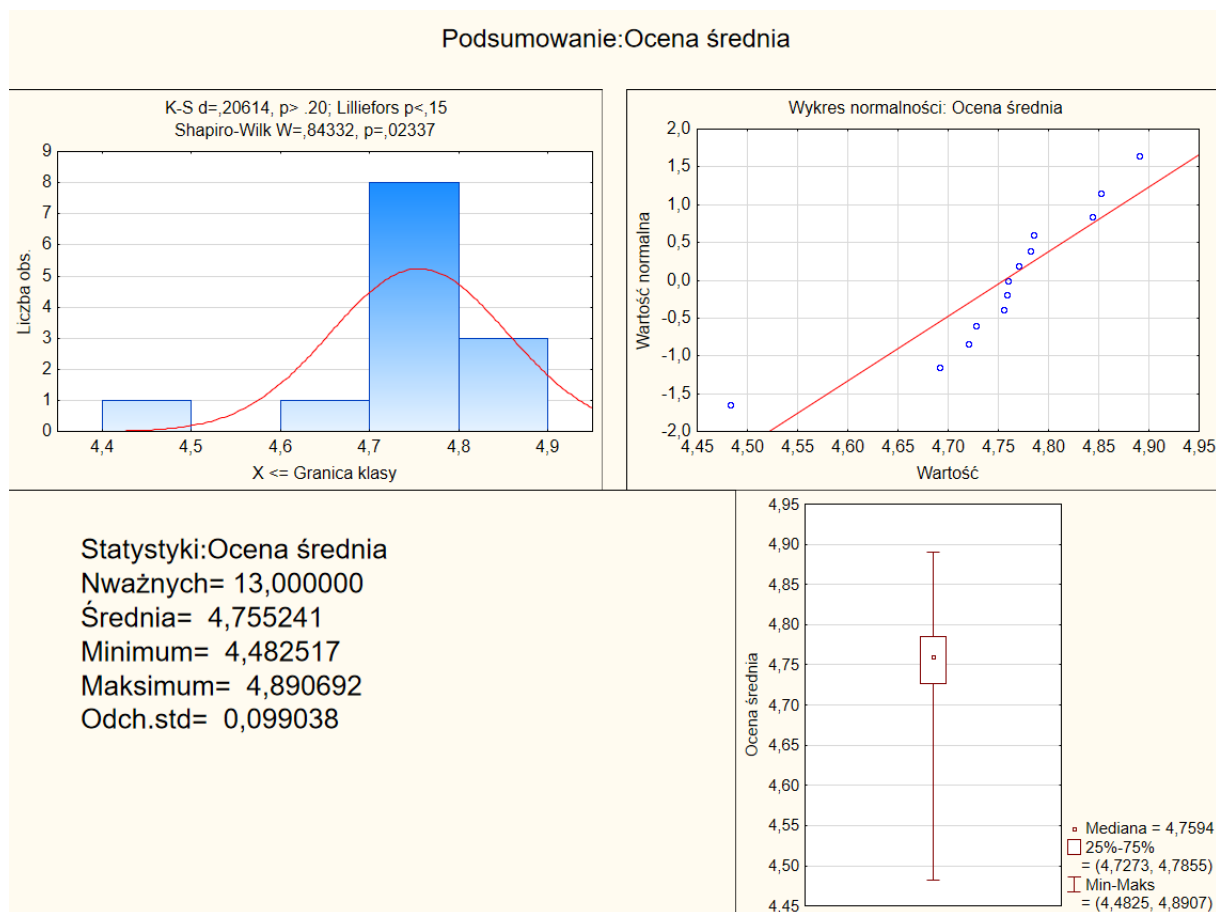 Podsumowanie:Ocena średnia
K-S d=,20614, p> .20; Lilliefors p<,15
Shapiro-Wilk W=,84332, p=,02337
9
8
7
6
5
4
3
2
1
0
Liczba obs.
4,4 4,5 4,6 4,7 4,8 4,9
X <= Granica klasy
Wykres normalności: Ocena średnia
2,0
1,5
1,0
0,5
0,0
-0,5
-1,0
-1,5
-2,0
Wartość normalna
4,45 4,55 4,60 4,65 4,70 4,75 4,80 4,85 4,90 4,95
Wartość
Statystyki:Ocena średnia
Nważnych= 13,000000
Średnia= 4,755241
Minimum= 4,482517
Maksimum= 4,890692
Odch.std= 0,099038
4,95
4,90
4,85
4,80
4,75
4,70
4,65
4,60
4,55
4,50
4,45
Ocena średnia
Mediana = 4,7594
25%-75%
= (4,7273, 4,7855)
Min-Maks
= (4,4825, 4,8907)